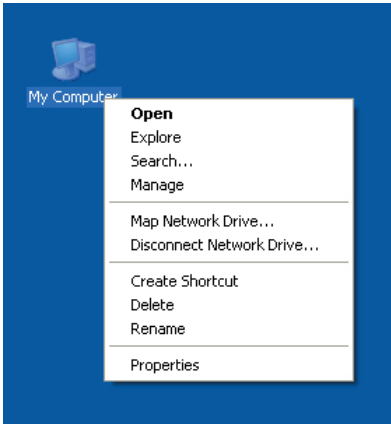 My Computer
Open
Explore
Search...
Manage
Map Network Drive...
Disconnect Network Drive...
Create Shortcut
Delete
Rename
Properties